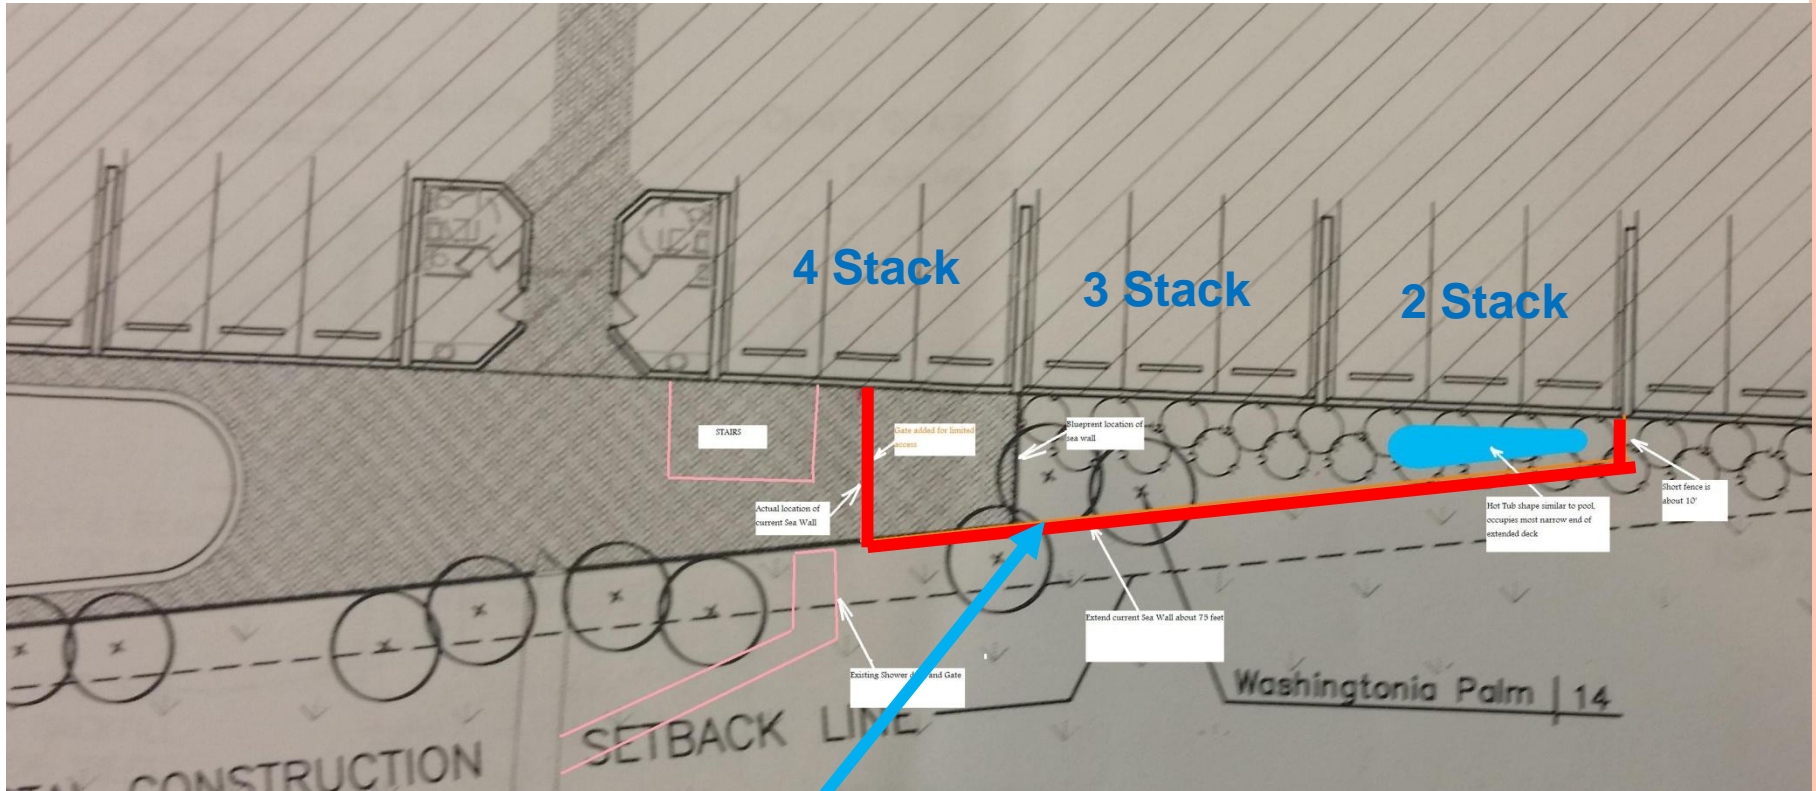 4 Stack
3 Stack
2 Stack
STAIRS
Gate added for limited
access
Blueprent location of
sea wall
Actual location of
current Sea Wall
Short fence is
about 10'
Hot Tub shape similar to pool,
occupies most narrow end of
extended deck
Extend current Sea Wall about 75 feet
Existing Shower and Gate
Washingtonia Palm | 14
SETBACK LINE
CONSTRUCTION